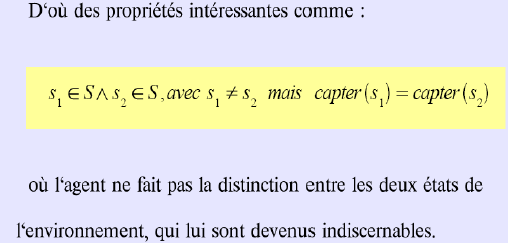 D‘où des propriétés intéressantes comme :
s₁ ∈ S ∧ s₂ ∈ S , avec s₁ ≠ s₂ mais capter(s₁) = capter(s₂)
où l‘agent ne fait pas la distinction entre les deux états de
l‘environnement, qui lui sont devenus indiscernables.